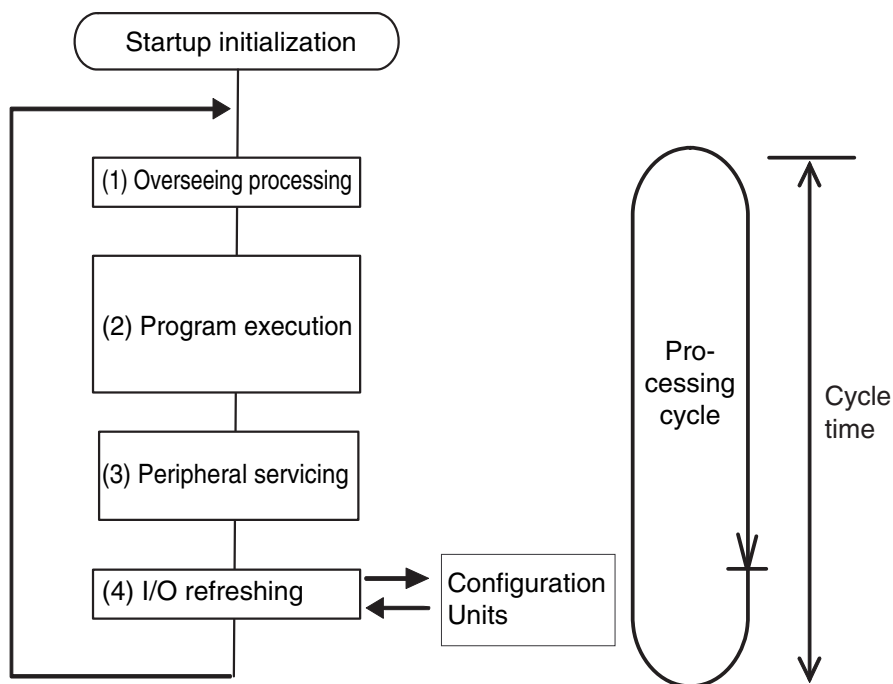 Startup initialization
(1) Overseeing processing
(2) Program execution
(3) Peripheral servicing
(4) I/O refreshing
Configuration
Units
Pro-
cessing
cycle
Cycle
time